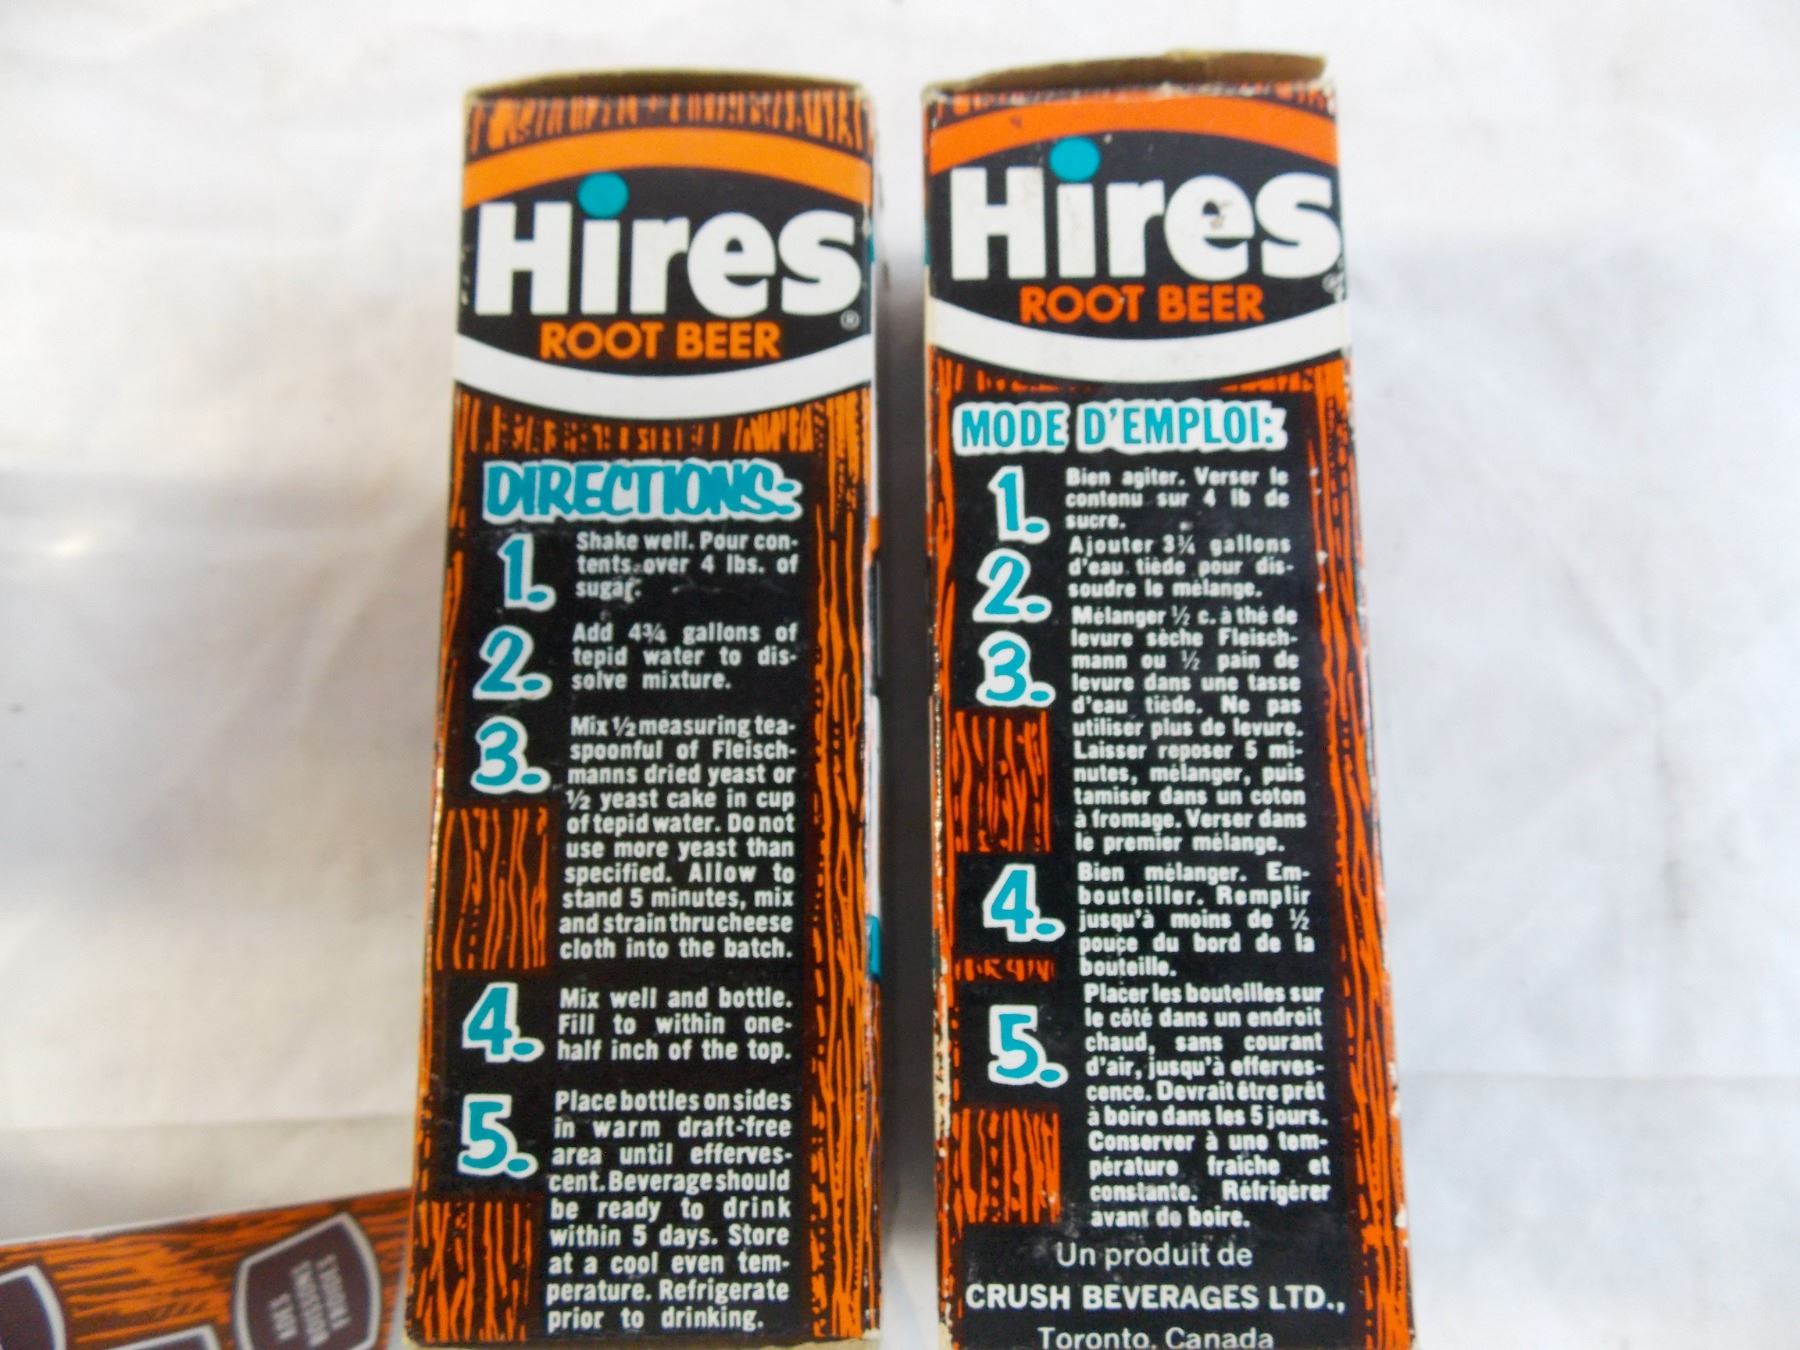 Hires
ROOT BEER
®
DIRECTIONS:
1. Shake well. Pour con-
tents over 4 lbs. of
sugar.
2. Add 4¾ gallons of
tepid water to dis-
solve mixture.
3. Mix ½ measuring tea-
spoonful of Fleisch-
manns dried yeast or
½ yeast cake in cup
of tepid water. Do not
use more yeast than
specified. Allow to
stand 5 minutes, mix
and strain thru cheese
cloth into the batch.
4. Mix well and bottle.
Fill to within one-
half inch of the top.
5. Place bottles on sides
in warm draft-free
area until efferves-
cent. Beverage should
be ready to drink
within 5 days. Store
at a cool even tem-
perature. Refrigerate
prior to drinking.
Hires
ROOT BEER
MODE D'EMPLOI:
1. Bien agiter. Verser le
contenu sur 4 lb de
sucre.
2. Ajouter 3¾ gallons
d'eau tiède pour dis-
soudre le mélange.
3. Mélanger ½ c. à thé de
levure sèche Fleisch-
mann ou ½ pain de
levure dans une tasse
d'eau tiède. Ne pas
utiliser plus de levure.
Laisser reposer 5 mi-
nutes, mélanger, puis
tamiser dans un coton
à fromage. Verser dans
le premier mélange.
4. Bien mélanger. Em-
bouteiller. Remplir
jusqu'à moins de ½
pouce du bord de la
bouteille.
5. Placer les bouteilles sur
le côté dans un endroit
chaud, sans courant
d'air, jusqu'à efferves-
cence. Devrait être prêt
à boire dans les 5 jours.
Conserver à une tem-
pérature fraîche et
constante. Réfrigérer
avant de boire.
Un produit de
CRUSH BEVERAGES LTD.,
Toronto, Canada